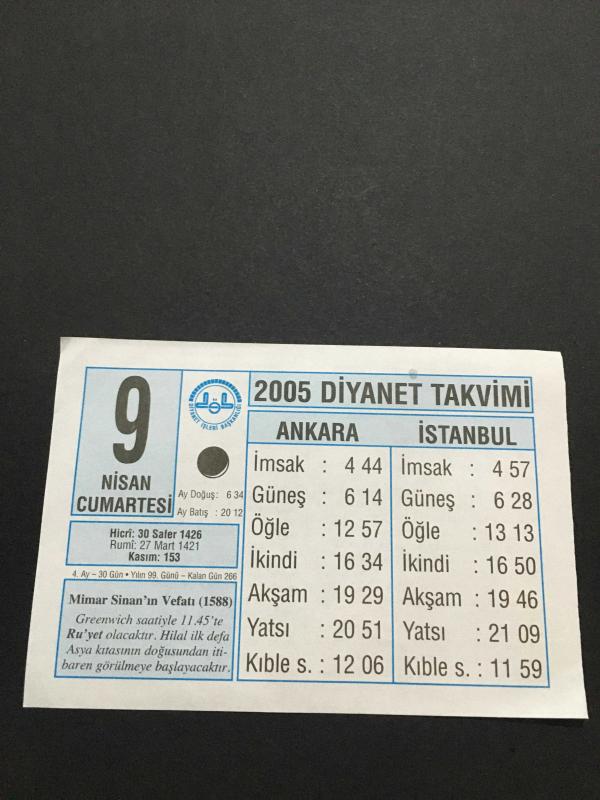 9
NİSAN
CUMARTESİ
DİYANET İŞLERİ BAŞKANLIĞI
Ay Doğuş: 6 34
Ay Batış : 20 12
Hicrî: 30 Safer 1426
Rumî: 27 Mart 1421
Kasım: 153
4. Ay – 30 Gün • Yılın 99. Günü – Kalan Gün 266
Mimar Sinan'ın Vefatı (1588)
Greenwich saatiyle 11.45'te
Ru'yet olacaktır. Hilal ilk defa
Asya kıtasının doğusundan iti-
baren görülmeye başlayacaktır.
2005 DİYANET TAKVİMİ
ANKARA
İmsak : 4 44
Güneş : 6 14
Öğle : 12 57
İkindi : 16 34
Akşam : 19 29
Yatsı : 20 51
Kıble s. : 12 06
İSTANBUL
İmsak : 4 57
Güneş : 6 28
Öğle : 13 13
İkindi : 16 50
Akşam : 19 46
Yatsı : 21 09
Kıble s. : 11 59